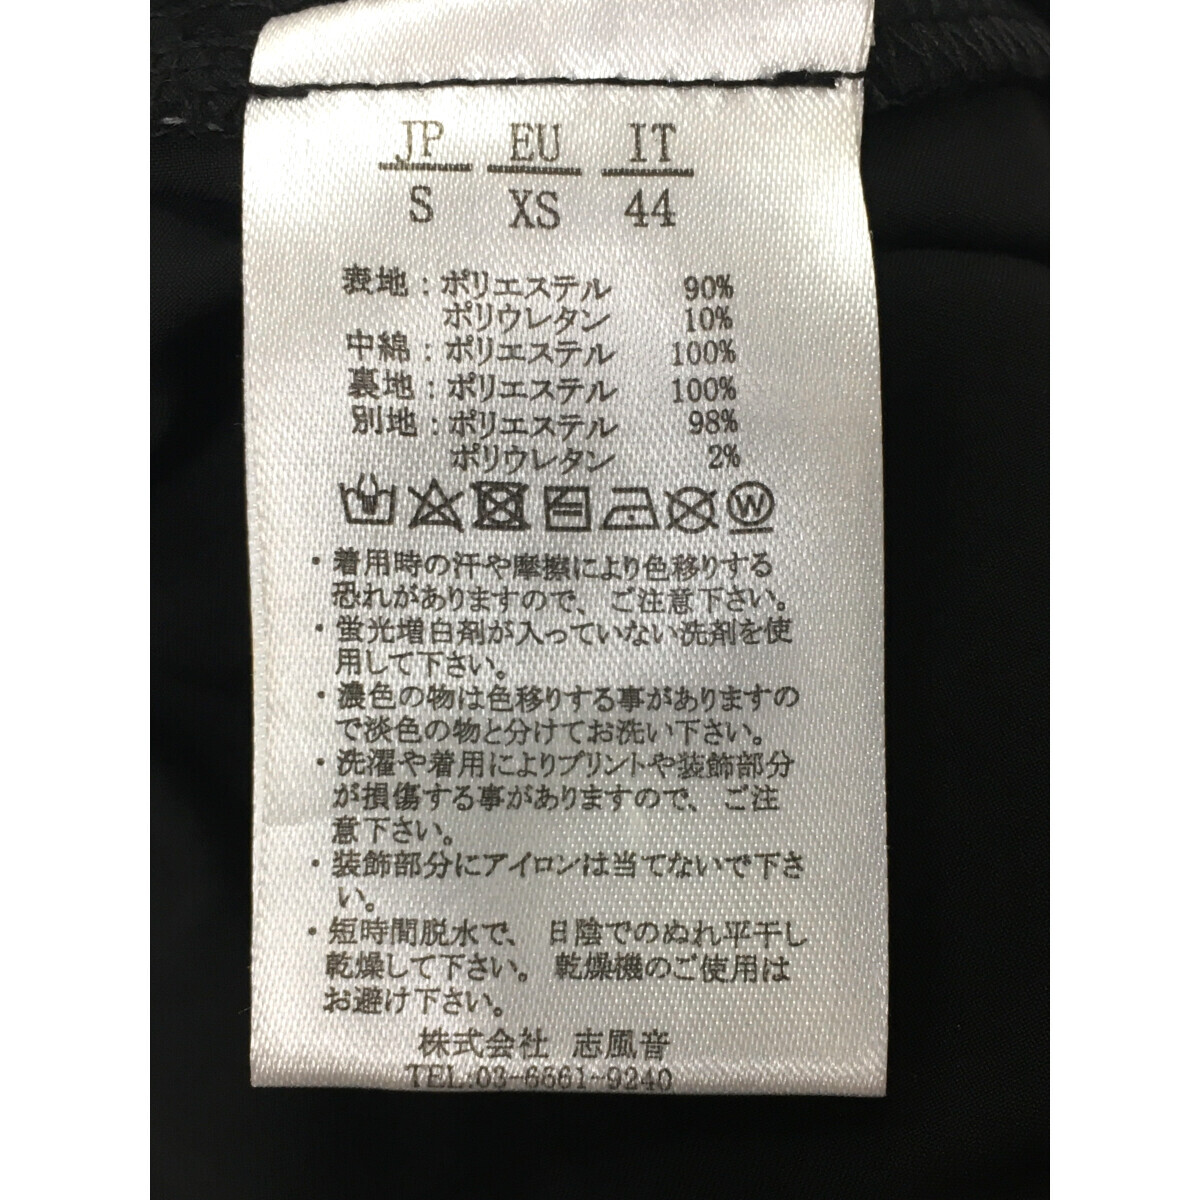 JP EU IT
S XS 44
表地：ポリエステル 90%
ポリウレタン 10%
中綿：ポリエステル 100%
裏地：ポリエステル 100%
別地：ポリエステル 98%
ポリウレタン 2%
W
・着用時の汗や摩擦により色移りする
恐れがありますので、ご注意下さい。
・蛍光増白剤が入っていない洗剤を使
用して下さい。
・濃色の物は色移りする事がありますの
で淡色の物と分けてお洗い下さい。
・洗濯や着用によりプリントや装飾部分
が損傷する事がありますので、ご注
意下さい。
・装飾部分にアイロンは当てないで下さ
い。
・短時間脱水で、日陰でのぬれ平干し
乾燥して下さい。乾燥機のご使用は
お避け下さい。
株式会社 志風音
TEL:03-6661-9240